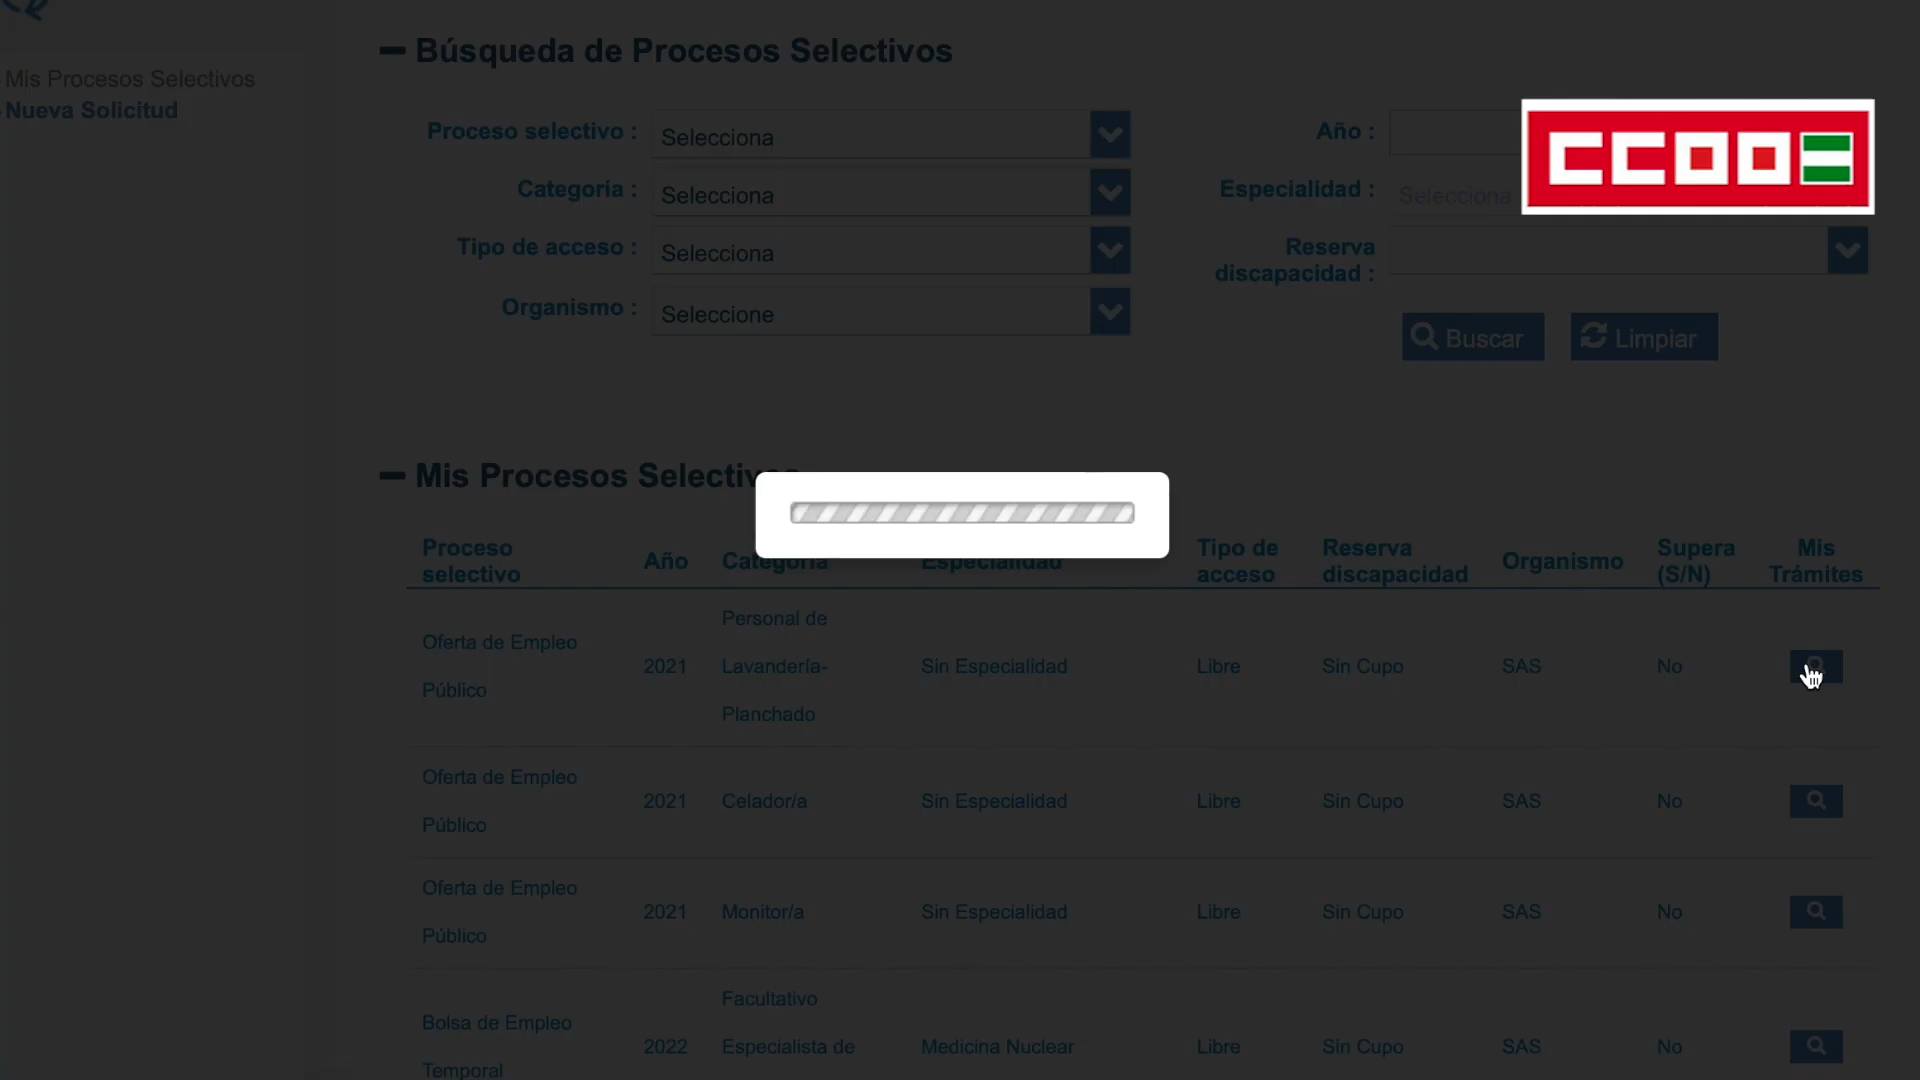 Mis Procesos Selectivos
Nueva Solicitud
Búsqueda de Procesos Selectivos
Proceso selectivo :
Selecciona
Año :
CCOO
Categoría :
Selecciona
Especialidad :
Selecciona
Tipo de acceso :
Selecciona
Reserva
discapacidad :
Organismo :
Seleccione
Buscar
Limpiar
Mis Procesos
Proceso
selectivo
Año
Categoría
Especialidad
Tipo de
acceso
Reserva
discapacidad
Organismo
Supera
(S/N)
Mis
Trámites
Oferta de Empleo
Público
2021
Personal de
Lavandería-
Planchado
Sin Especialidad
Libre
Sin Cupo
SAS
No
Oferta de Empleo
Público
2021
Celador/a
Sin Especialidad
Libre
Sin Cupo
SAS
No
Oferta de Empleo
Público
2021
Monitor/a
Sin Especialidad
Libre
Sin Cupo
SAS
No
Bolsa de Empleo
Temporal
2022
Facultativo
Especialista de
Medicina Nuclear
Libre
Sin Cupo
SAS
No